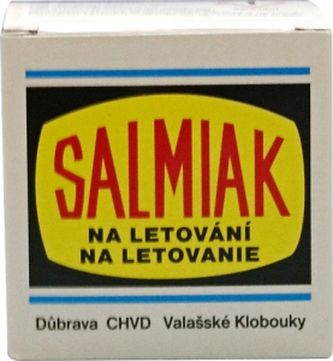 SALMIAK
NA LETOVÁNÍ
NA LETOVANIE
Důbrava CHVD Valašské Klobouky